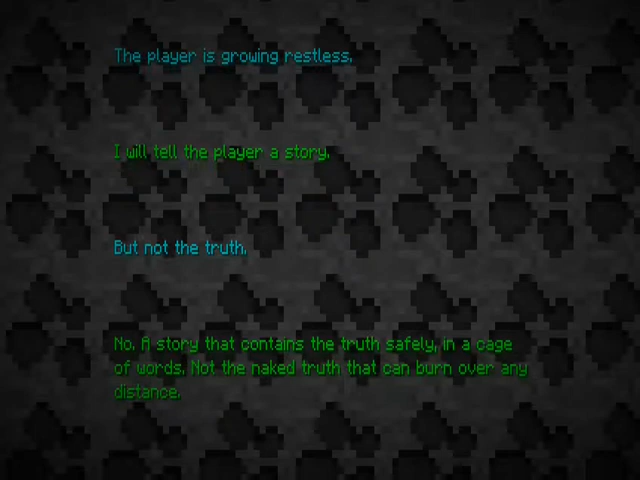 The player is growing restless.
I will tell the player a story.
But not the truth.
No. A story that contains the truth safely, in a cage
of words. Not the naked truth that can burn over any
distance.